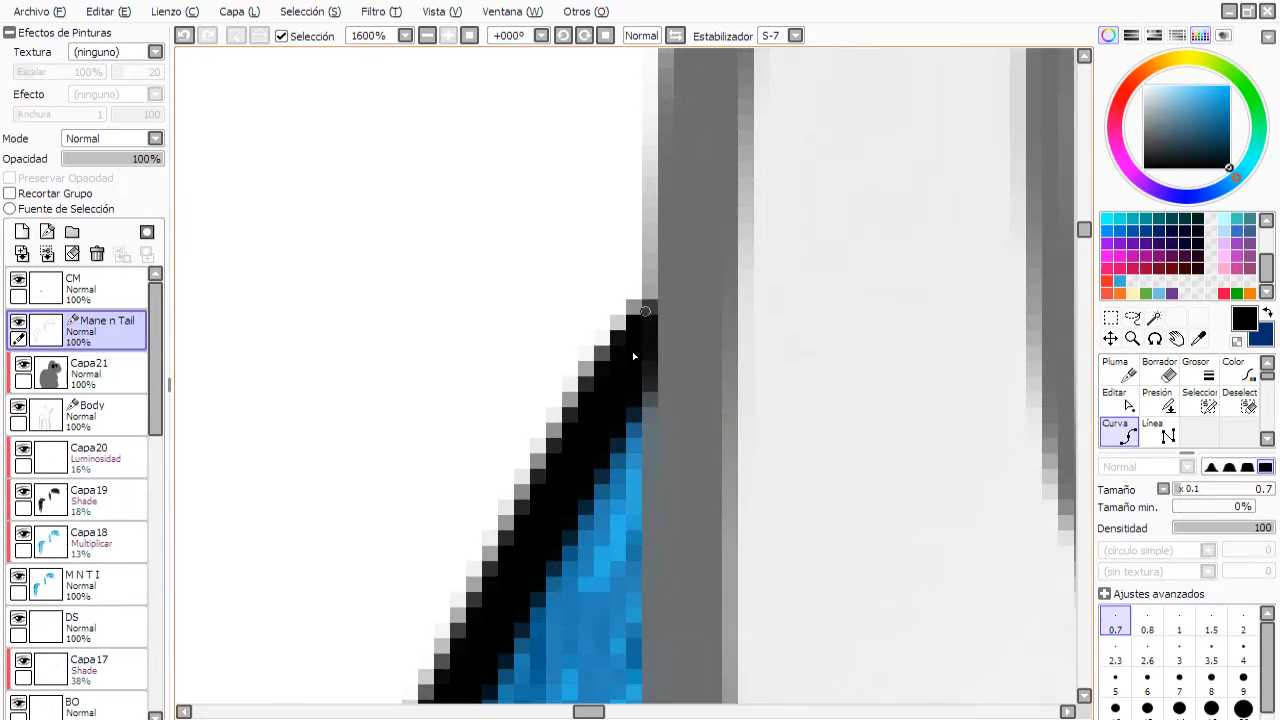 Archivo (F) Editar (E) Lienzo (C) Capa (L) Selección (S) Filtro (T) Vista (V) Ventana (W) Otros (O)
Selección 1600% +000° Normal Estabilizador S-7
Efectos de Pinturas
Textura (ninguno)
Escalar 100% 20
Efecto (ninguno)
Anchura 1 100
Mode Normal
Opacidad 100%
Preservar Opacidad
Recortar Grupo
Fuente de Selección
CM
Normal
100%
Mane n Tail
Normal
100%
Capa21
Normal
100%
Body
Normal
100%
Capa20
Luminosidad
16%
Capa19
Shade
18%
Capa18
Multiplicar
13%
M N T I
Normal
100%
DS
Normal
100%
Capa17
Shade
38%
BO
Normal
Pluma Borrador Grosor Color
Editar Presión Seleccion Deselect
Curva Línea
Normal
Tamaño x 0.1 0.7
Tamaño min. 0%
Densitidad 100
(círculo simple) 0
(sin textura) 0
Ajustes avanzados
0.7 0.8 1 1.5 2
2.3 2.6 3 3.5 4
5 6 7 8 9